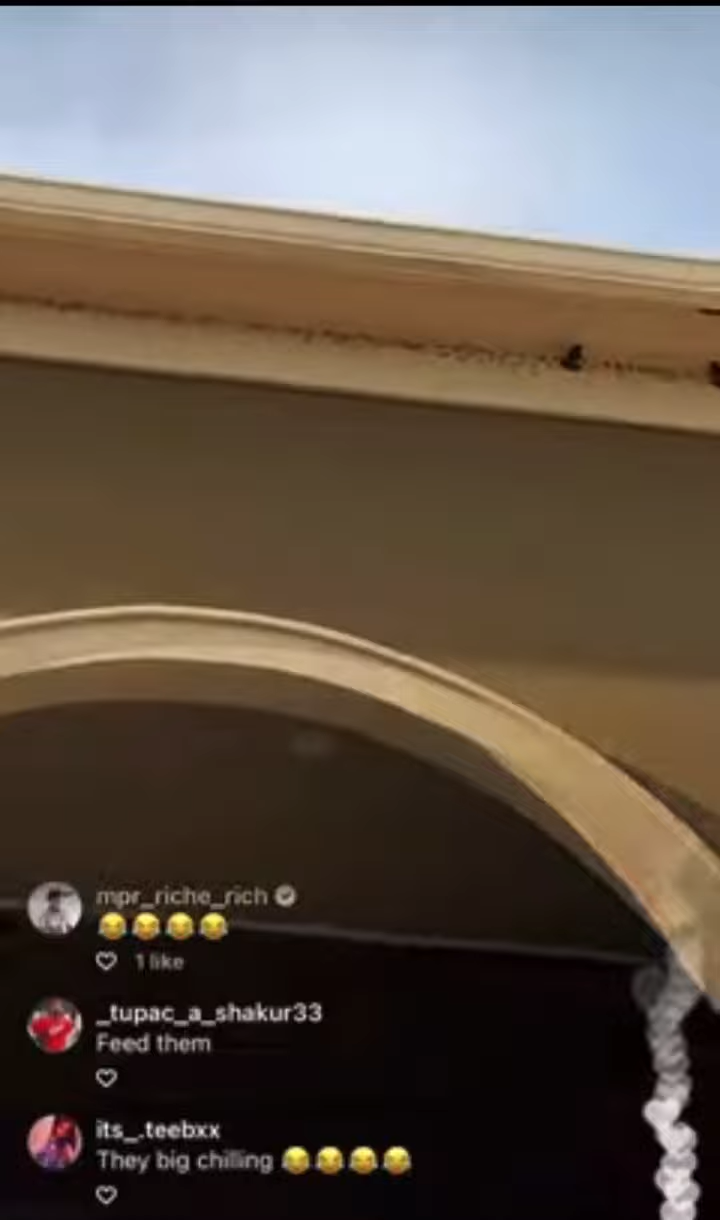 mpr_riche_rich
😂😂😂😂
1 like
_tupac_a_shakur33
Feed them
its_.teebxx
They big chilling 😂😂😂😂